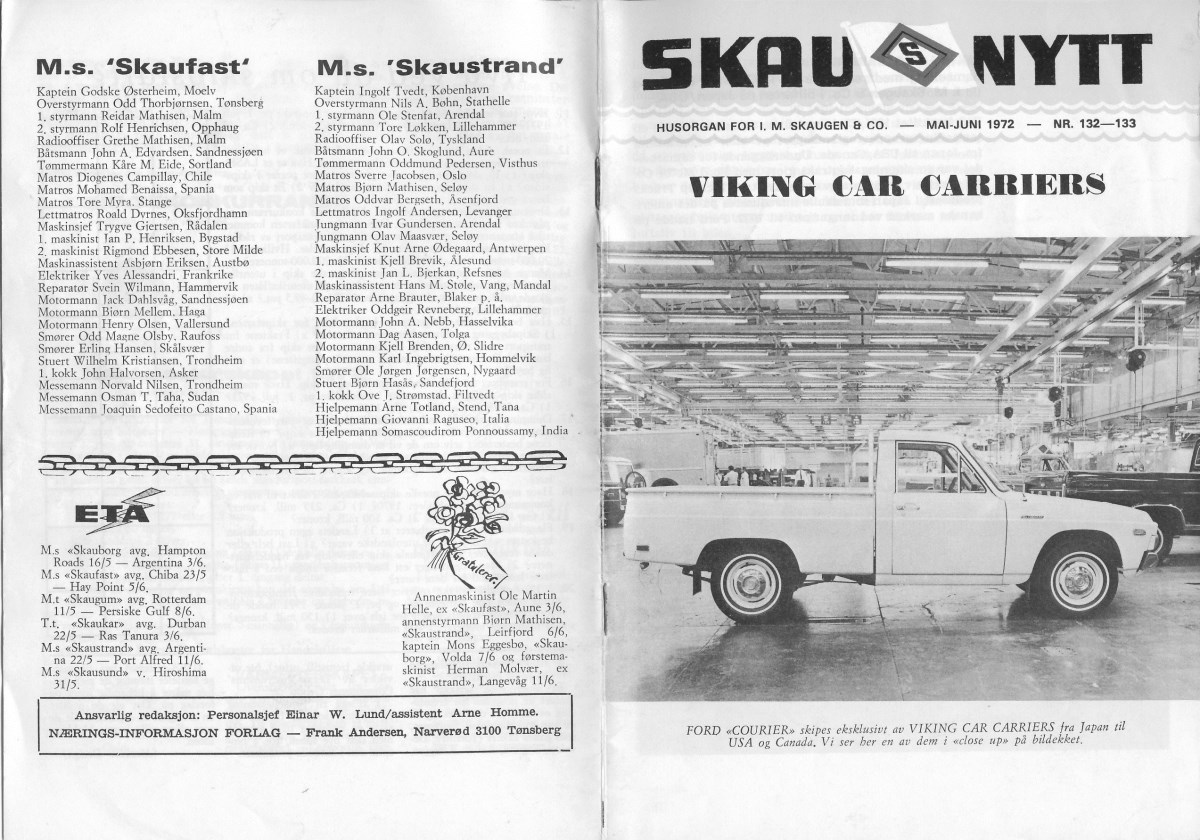 M.s. 'Skaufast'
Kaptein Godske Østerheim, Moelv
Overstyrmann Odd Thorbjørnsen, Tønsberg
1. styrmann Reidar Mathisen, Malm
2. styrmann Rolf Henrichsen, Opphaug
Radiooffiser Grethe Mathisen, Malm
Båtsmann John A. Edvardsen, Sandnessjøen
Tømmermann Kåre M. Eide, Sortland
Matros Diogenes Campillay, Chile
Matros Mohamed Benaissa, Spania
Matros Tore Myra, Stange
Lettmatros Roald Dyrnes, Oksfjordhamn
Maskinsjef Trygve Giertsen, Rådalen
1. maskinist Jan P. Henriksen, Bygstad
2. maskinist Rigmond Ebbesen, Store Milde
Maskinassistent Asbjørn Eriksen, Austbø
Elektriker Yves Alessandri, Frankrike
Reparatør Svein Wilmann, Hammervik
Motormann Jack Dahlsvåg, Sandnessjøen
Motormann Bjørn Mellem, Haga
Motormann Henry Olsen, Vallersund
Smører Odd Magne Olsby, Raufoss
Smører Erling Hansen, Skålsvær
Stuert Wilhelm Kristiansen, Trondheim
1. kokk John Halvorsen, Asker
Messemann Norvald Nilsen, Trondheim
Messemann Osman T. Taha, Sudan
Messemann Joaquin Sedofeito Castano, Spania
M.s. 'Skaustrand'
Kaptein Ingolf Tvedt, København
Overstyrmann Nils A. Bøhn, Stathelle
1. styrmann Ole Stenfat, Arendal
2. styrmann Tore Løkken, Lillehammer
Radiooffiser Olav Solø, Tyskland
Båtsmann John O. Skoglund, Aure
Tømmermann Oddmund Pedersen, Visthus
Matros Sverre Jacobsen, Oslo
Matros Bjørn Mathisen, Seløy
Matros Oddvar Bergseth, Åsenfjord
Lettmatros Ingolf Andersen, Levanger
Jungmann Ivar Gundersen, Arendal
Jungmann Olav Maasvær, Seløy
Maskinsjef Knut Arne Ødegaard, Antwerpen
1. maskinist Kjell Brevik, Ålesund
2. maskinist Jan L. Bjerkan, Refsnes
Maskinassistent Hans M. Støle, Vang, Mandal
Reparatør Arne Brauter, Blaker p. å.
Elektriker Oddgeir Revneberg, Lillehammer
Motormann John A. Nebb, Hasselvika
Motormann Dag Aasen, Tolga
Motormann Kjell Brenden, Ø. Slidre
Motormann Karl Ingebrigtsen, Hommelvik
Smører Ole Jørgen Jørgensen, Nygaard
Stuert Bjørn Hasås, Sandefjord
1. kokk Ove J. Strømstad, Filtvedt
Hjelpemann Arne Totland, Stend, Tana
Hjelpemann Giovanni Raguseo, Italia
Hjelpemann Somascoudirom Ponnoussamy, India
ETA
M.s «Skauborg avg. Hampton
Roads 16/5 — Argentina 3/6.
M.s «Skaufast» avg. Chiba 23/5
— Hay Point 5/6.
M.t «Skaugum» avg. Rotterdam
11/5 — Persiske Gulf 8/6.
T.t. «Skaukar» avg. Durban
22/5 — Ras Tanura 3/6.
M.s «Skaustrand» avg. Argenti-
na 22/5 — Port Alfred 11/6.
M.s «Skausund» v. Hiroshima
31/5.
Gratulerer!
Annenmaskinist Ole Martin
Helle, ex «Skaufast», Aune 3/6,
annenstyrmann Bjørn Mathisen,
«Skaustrand», Leirfjord 6/6,
kaptein Mons Eggesbø, «Skau-
borg», Volda 7/6 og førstema-
skinist Herman Molvær, ex
«Skaustrand», Langevåg 11/6.
Ansvarlig redaksjon: Personalsjef Einar W. Lund/assistent Arne Homme.
NÆRINGS-INFORMASJON FORLAG — Frank Andersen, Narverød 3100 Tønsberg
SKAU S NYTT
HUSORGAN FOR I. M. SKAUGEN & CO. — MAI-JUNI 1972 — NR. 132—133
VIKING CAR CARRIERS
FORD «COURIER» skipes eksklusivt av VIKING CAR CARRIERS fra Japan til
USA og Canada. Vi ser her en av dem i «close up» på bildekket.